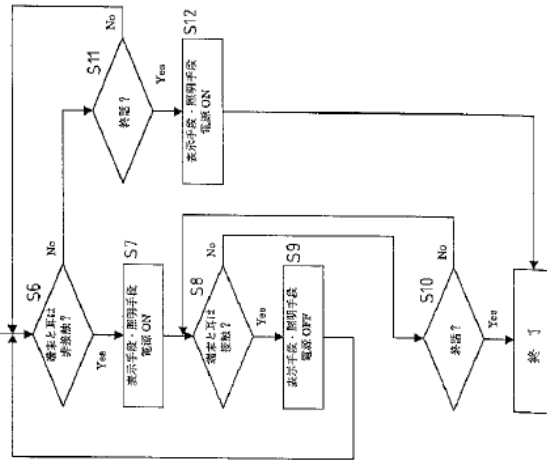 S6
端末と耳は
非接触?
No
Yes
S7
表示手段・照明手段
電源 ON
S8
端末と耳は
接触?
No
Yes
S9
表示手段・照明手段
電源 OFF
S10
終話?
No
Yes
終 了
S11
終話?
No
Yes
S12
表示手段・照明手段
電源 ON